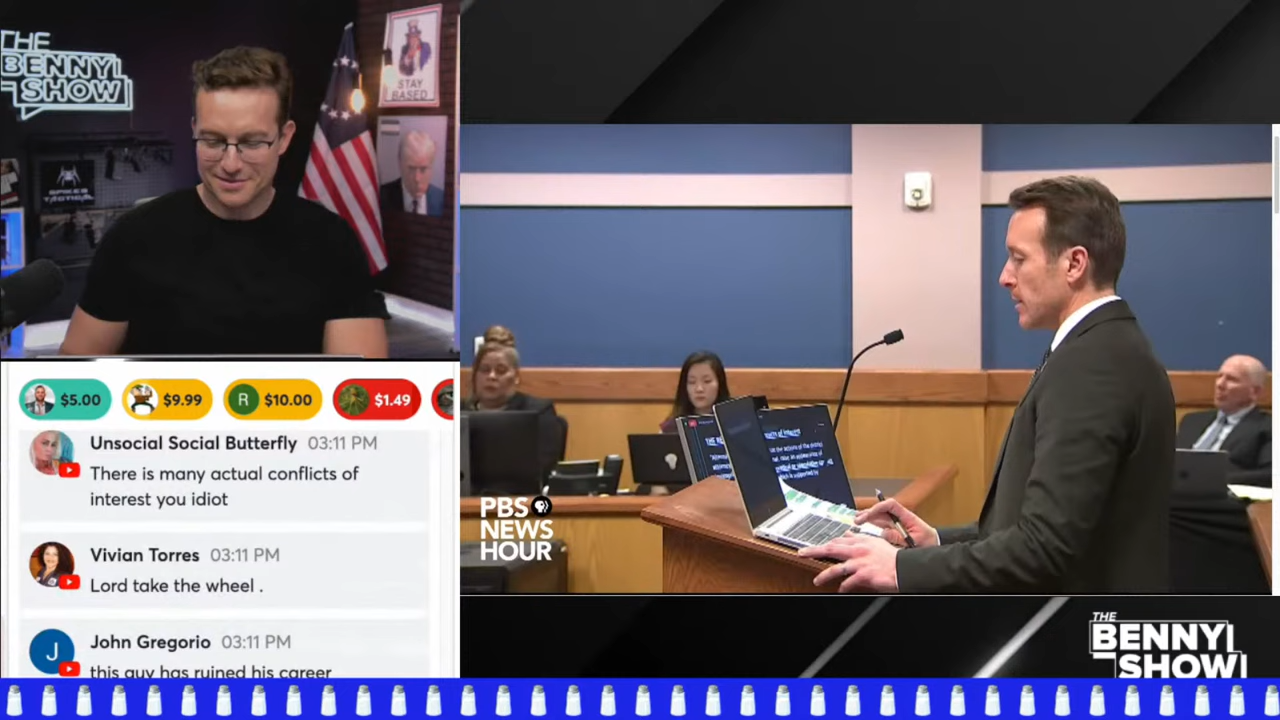 THE
BENNY
SHOW
STAY
BASED
SPIKE'S
TACTICAL
$5.00
$9.99
R
$10.00
$1.49
Unsocial Social Butterfly 03:11 PM
There is many actual conflicts of
interest you idiot
Vivian Torres 03:11 PM
Lord take the wheel .
J
John Gregorio 03:11 PM
this guy has ruined his career
PBS
NEWS
HOUR
THE
BENNY
SHOW